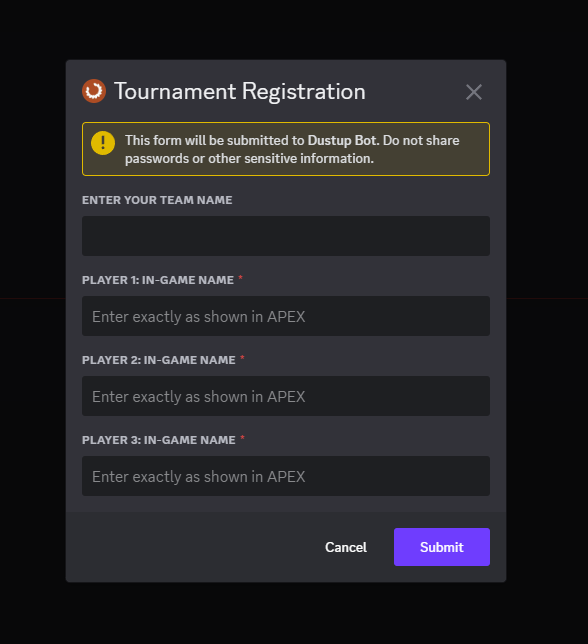 Tournament Registration
This form will be submitted to Dustup Bot. Do not share
passwords or other sensitive information.
ENTER YOUR TEAM NAME
PLAYER 1: IN-GAME NAME *
Enter exactly as shown in APEX
PLAYER 2: IN-GAME NAME *
Enter exactly as shown in APEX
PLAYER 3: IN-GAME NAME *
Enter exactly as shown in APEX
Cancel
Submit